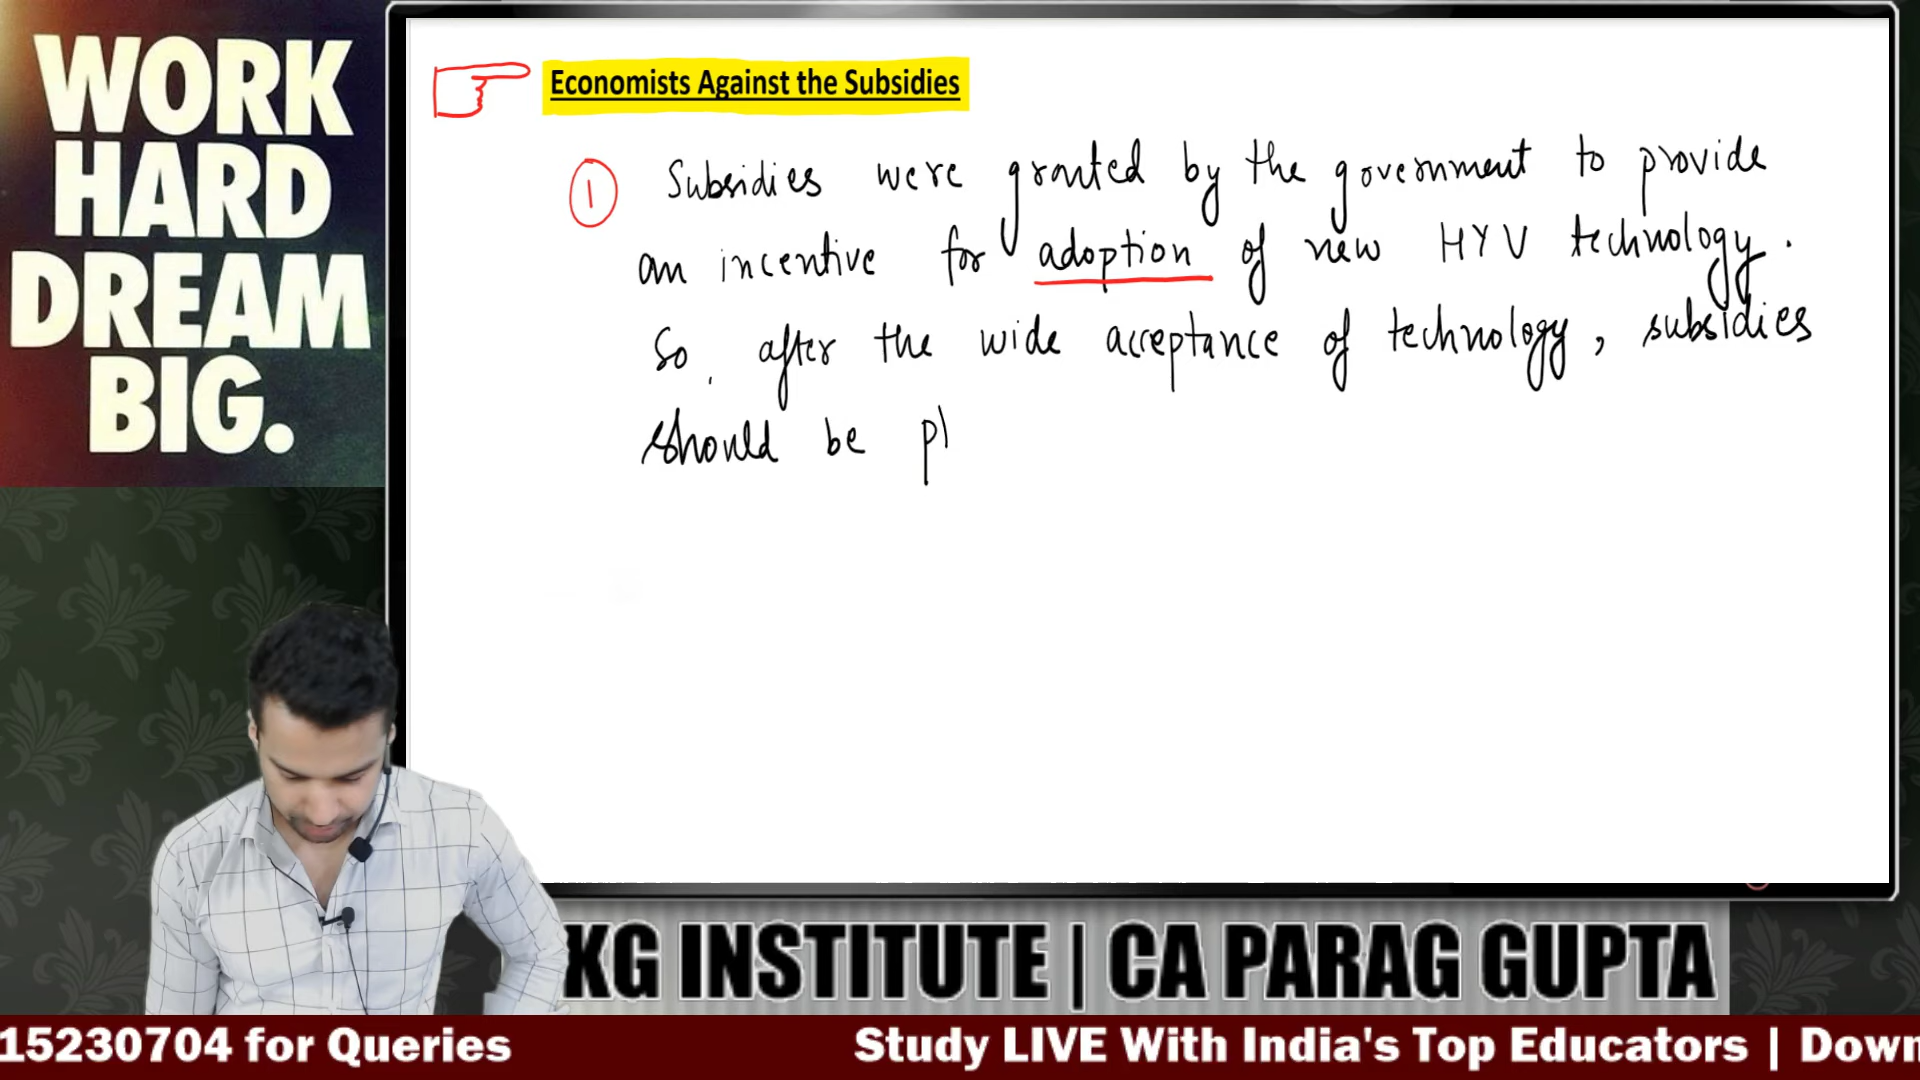 WORK
HARD
DREAM
BIG.
Economists Against the Subsidies
1 Subsidies were granted by the government to provide
an incentive for adoption of new HYV technology.
So, after the wide acceptance of technology, subsidies
should be ph
KG INSTITUTE | CA PARAG GUPTA
15230704 for Queries
Study LIVE With India's Top Educators | Down